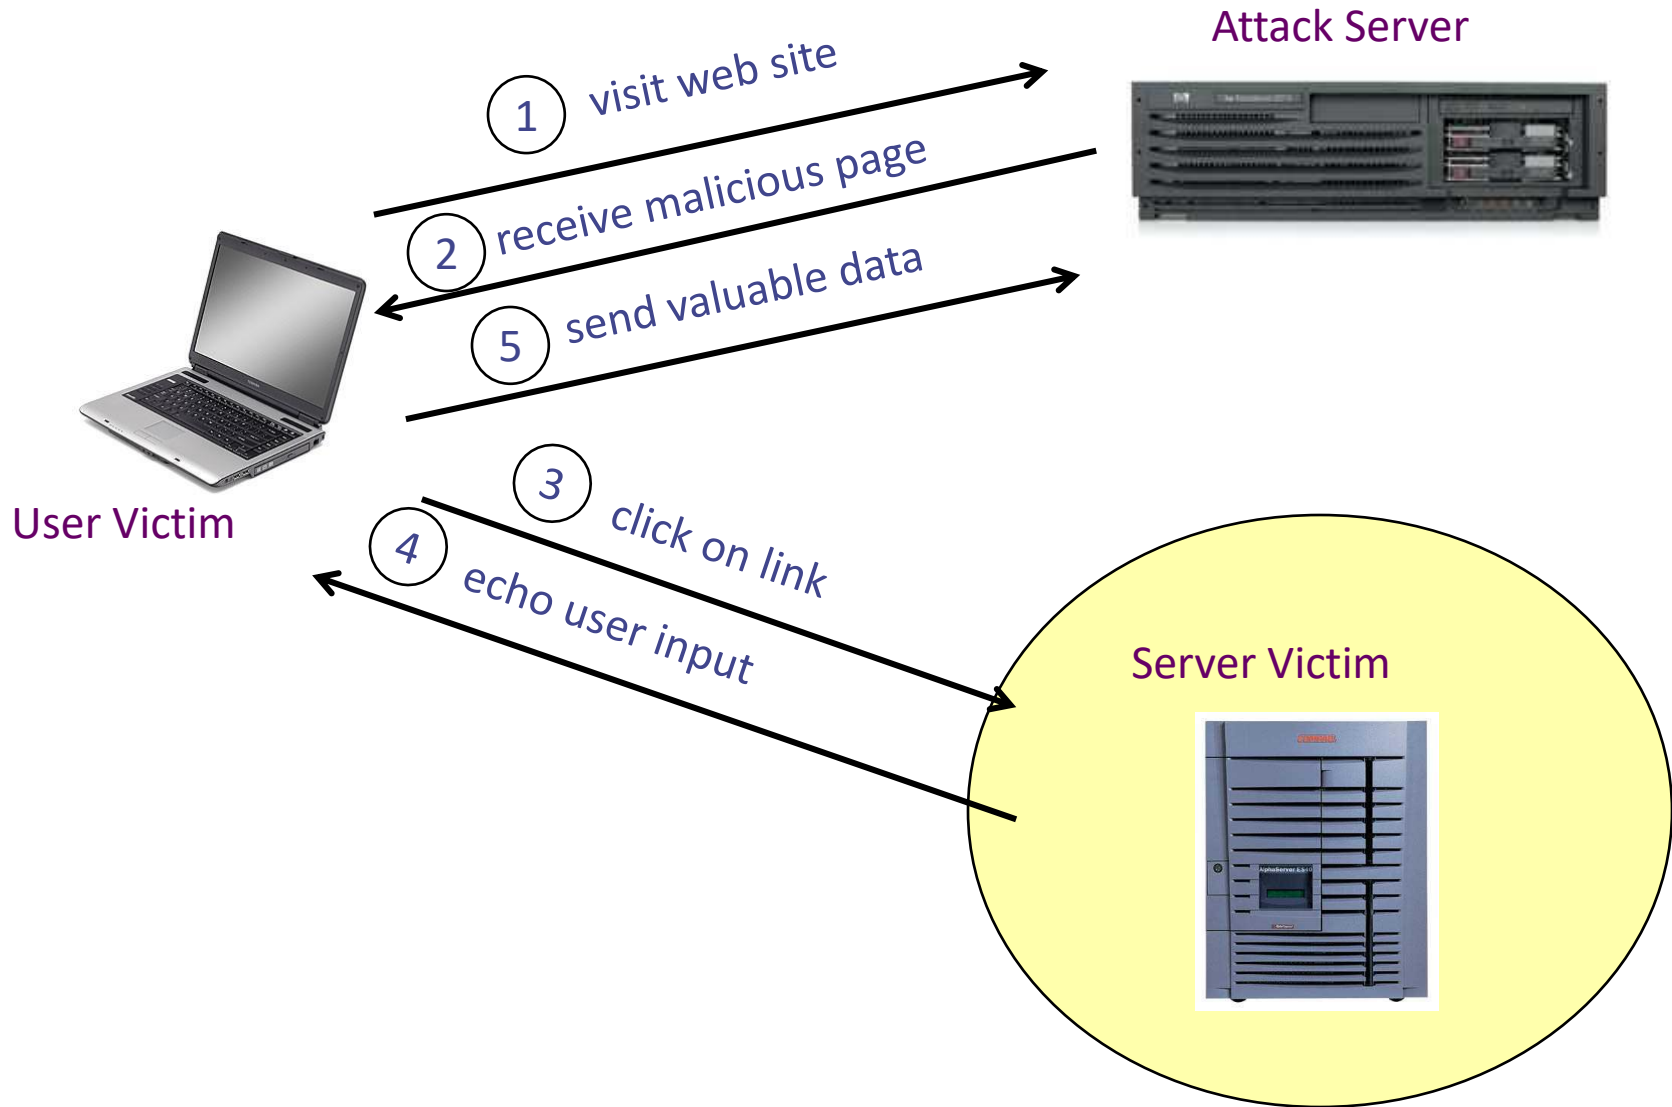 Attack Server
1 visit web site
2 receive malicious page
5 send valuable data
User Victim
3 click on link
4 echo user input
Server Victim